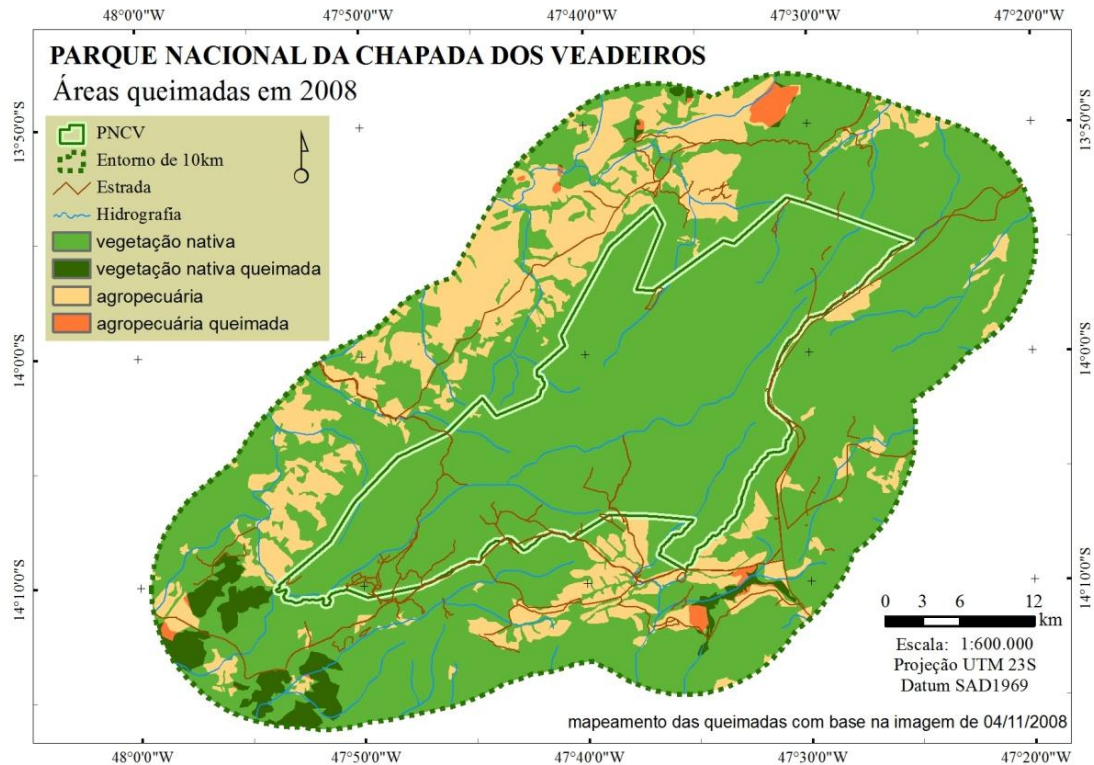 48°0'0"W 47°50'0"W 47°40'0"W 47°30'0"W 47°20'0"W
PARQUE NACIONAL DA CHAPADA DOS VEADEIROS
Áreas queimadas em 2008
PNCV
Entorno de 10km
Estrada
Hidrografia
vegetação nativa
vegetação nativa queimada
agropecuária
agropecuária queimada
13°50'0"S
14°0'0"S
14°10'0"S
13°50'0"S
14°0'0"S
14°10'0"S
0 3 6 12
km
Escala: 1:600.000
Projeção UTM 23S
Datum SAD1969
mapeamento das queimadas com base na imagem de 04/11/2008
48°0'0"W 47°50'0"W 47°40'0"W 47°30'0"W 47°20'0"W